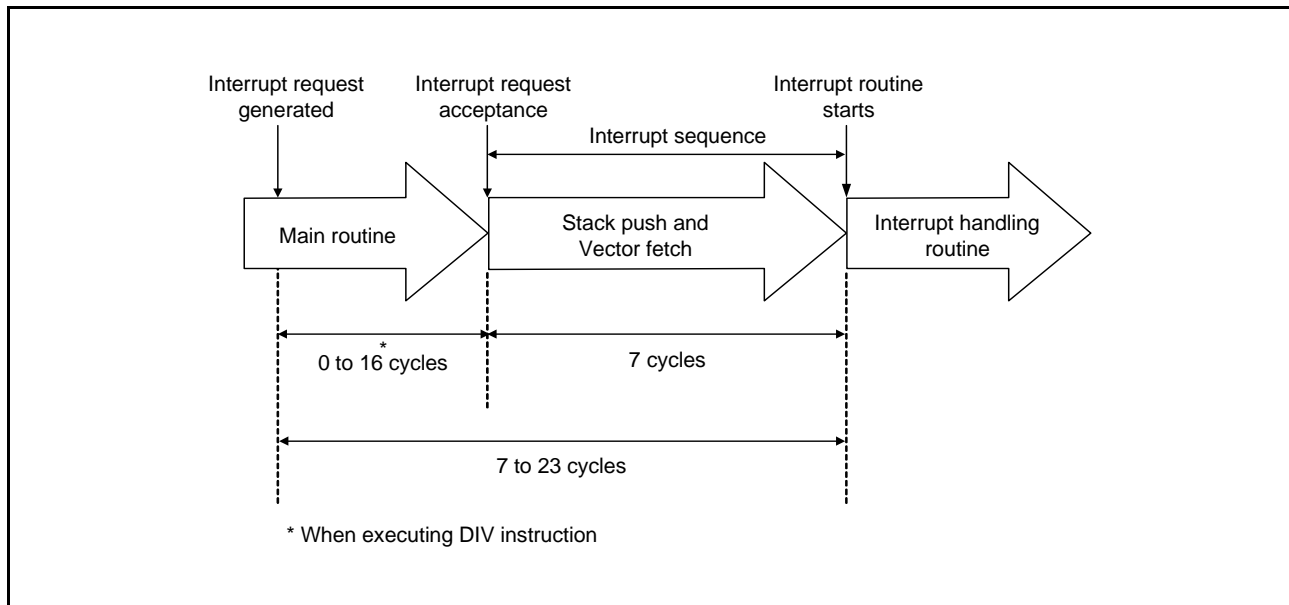 Interrupt request
generated
Interrupt request
acceptance
Interrupt routine
starts
Interrupt sequence
Main routine
Stack push and
Vector fetch
Interrupt handling
routine
*
0 to 16 cycles
7 cycles
7 to 23 cycles
* When executing DIV instruction